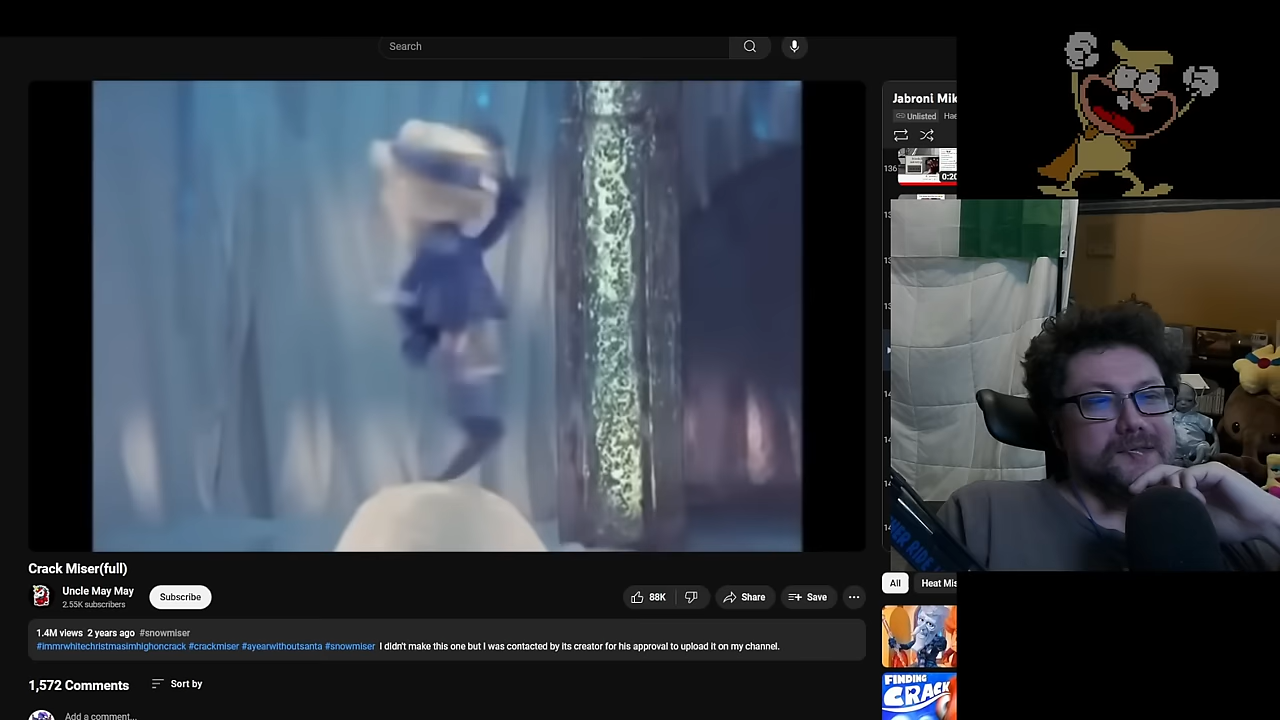 Search
Jabroni Mik
Unlisted
Hae
136
0:20
Crack Miser(full)
Uncle May May
2.55K subscribers
Subscribe
88K
Share
Save
1.4M views 2 years ago #snowmiser
#immrwhitechristmasimhighoncrack #crackmiser #ayearwithoutsanta #snowmiser I didn't make this one but I was contacted by its creator for his approval to upload it on my channel.
1,572 Comments
Sort by
Add a comment...
All
Heat Mis
FINDING
CRACK